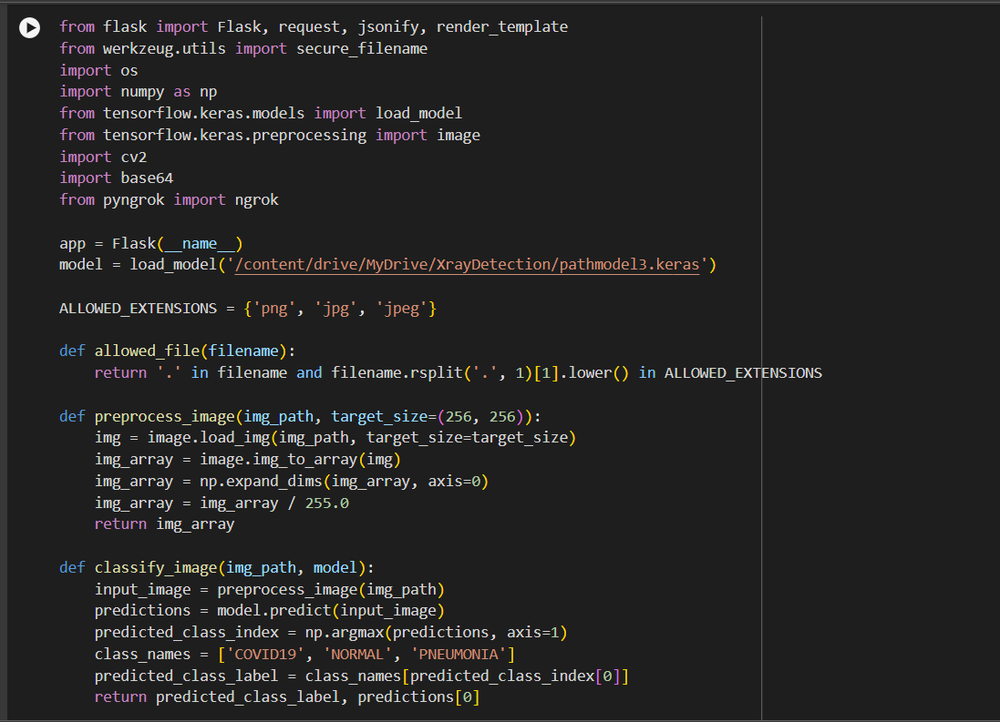 from flask import Flask, request, jsonify, render_template
from werkzeug.utils import secure_filename
import os
import numpy as np
from tensorflow.keras.models import load_model
from tensorflow.keras.preprocessing import image
import cv2
import base64
from pyngrok import ngrok

app = Flask(__name__)
model = load_model('/content/drive/MyDrive/XrayDetection/pathmodel3.keras')

ALLOWED_EXTENSIONS = {'png', 'jpg', 'jpeg'}

def allowed_file(filename):
    return '.' in filename and filename.rsplit('.', 1)[1].lower() in ALLOWED_EXTENSIONS

def preprocess_image(img_path, target_size=(256, 256)):
    img = image.load_img(img_path, target_size=target_size)
    img_array = image.img_to_array(img)
    img_array = np.expand_dims(img_array, axis=0)
    img_array = img_array / 255.0
    return img_array

def classify_image(img_path, model):
    input_image = preprocess_image(img_path)
    predictions = model.predict(input_image)
    predicted_class_index = np.argmax(predictions, axis=1)
    class_names = ['COVID19', 'NORMAL', 'PNEUMONIA']
    predicted_class_label = class_names[predicted_class_index[0]]
    return predicted_class_label, predictions[0]